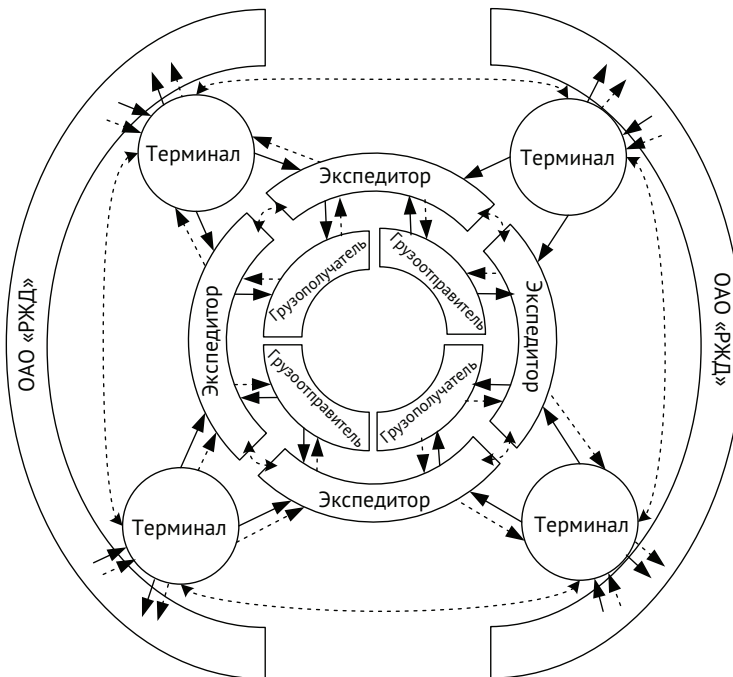 Терминал
Терминал
Экспедитор
ОАО «РЖД»
Экспедитор
Грузополучатель
Грузоотправитель
Экспедитор
ОАО «РЖД»
Грузоотправитель
Грузополучатель
Экспедитор
Терминал
Терминал